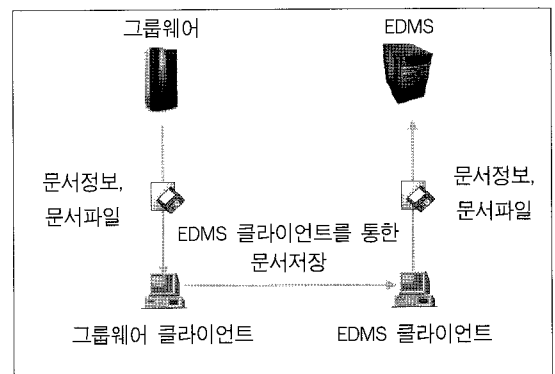 그룹웨어
EDMS
문서정보,
문서파일
문서정보,
문서파일
EDMS 클라이언트를 통한
문서저장
그룹웨어 클라이언트
EDMS 클라이언트